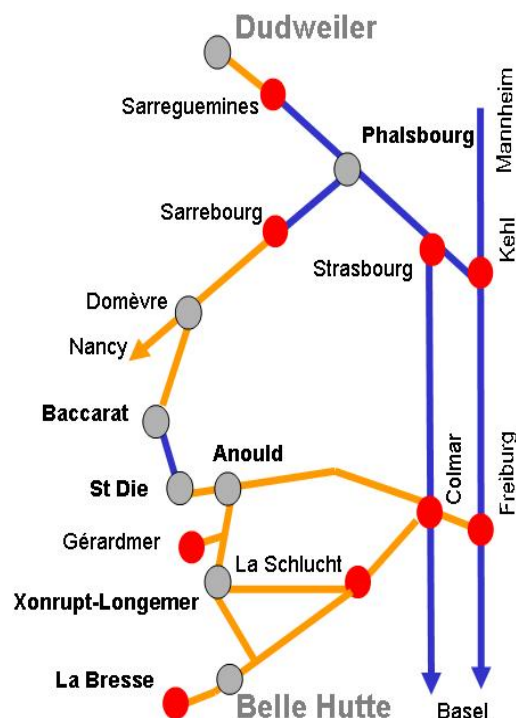 Dudweiler
Sarreguemines
Phalsbourg
Mannheim
Sarrebourg
Strasbourg
Kehl
Domèvre
Nancy
Baccarat
Anould
St Die
Colmar
Freiburg
Gérardmer
La Schlucht
Xonrupt-Longemer
La Bresse
Belle Hutte
Basel